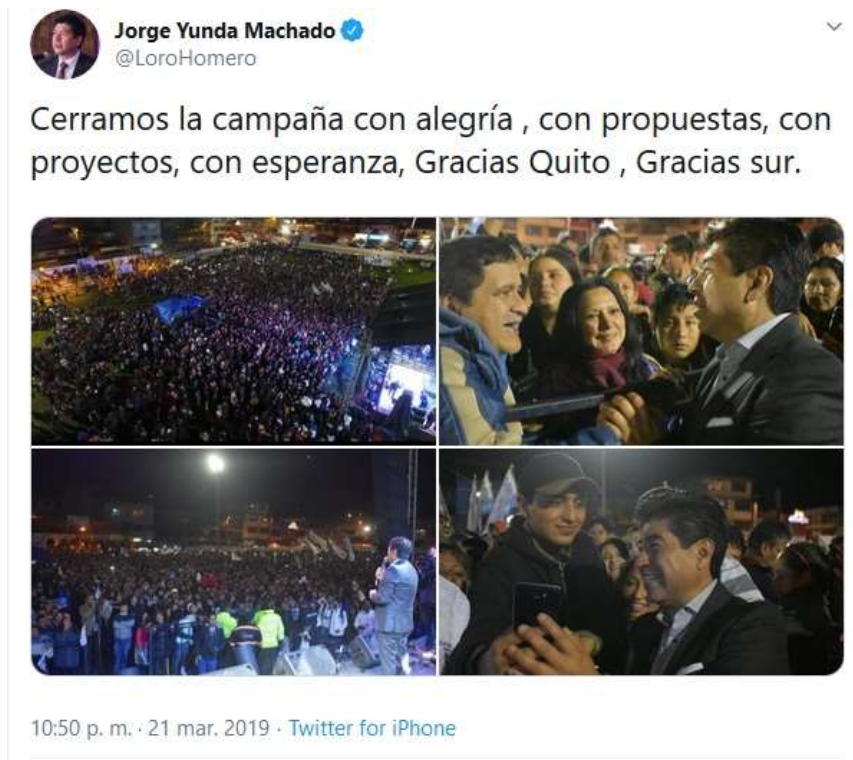 Jorge Yunda Machado
@LoroHomero
Cerramos la campaña con alegría , con propuestas, con
proyectos, con esperanza, Gracias Quito , Gracias sur.
10:50 p. m. · 21 mar. 2019 · Twitter for iPhone